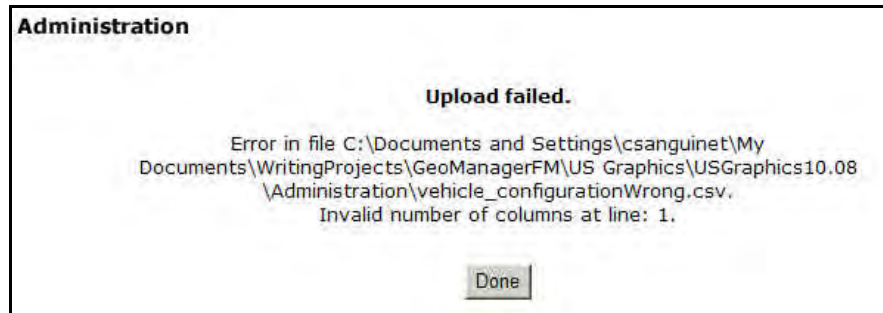 Administration
Upload failed.
Error in file C:\Documents and Settings\csanguinet\My
Documents\WritingProjects\GeoManagerFM\US Graphics\USGraphics10.08
\Administration\vehicle_configurationWrong.csv.
Invalid number of columns at line: 1.
Done